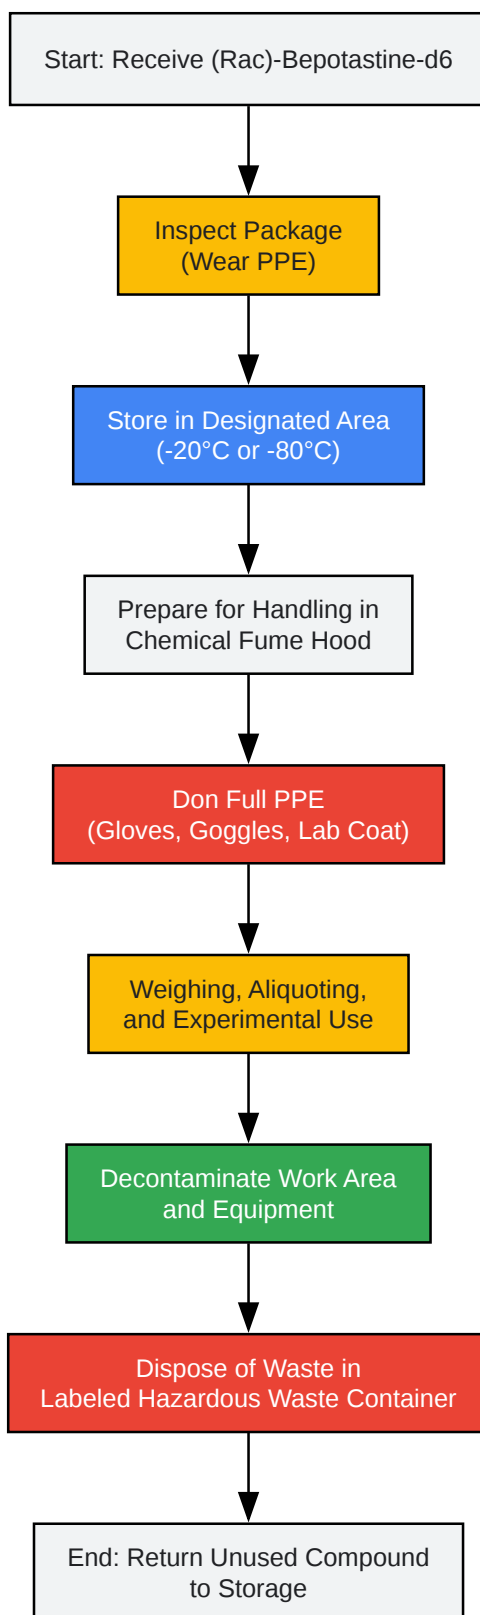 Start: Receive (Rac)-Bepotastine-d6
Inspect Package
(Wear PPE)
Store in Designated Area
(-20°C or -80°C)
Prepare for Handling in
Chemical Fume Hood
Don Full PPE
(Gloves, Goggles, Lab Coat)
Weighing, Aliquoting,
and Experimental Use
Decontaminate Work Area
and Equipment
Dispose of Waste in
Labeled Hazardous Waste Container
End: Return Unused Compound
to Storage